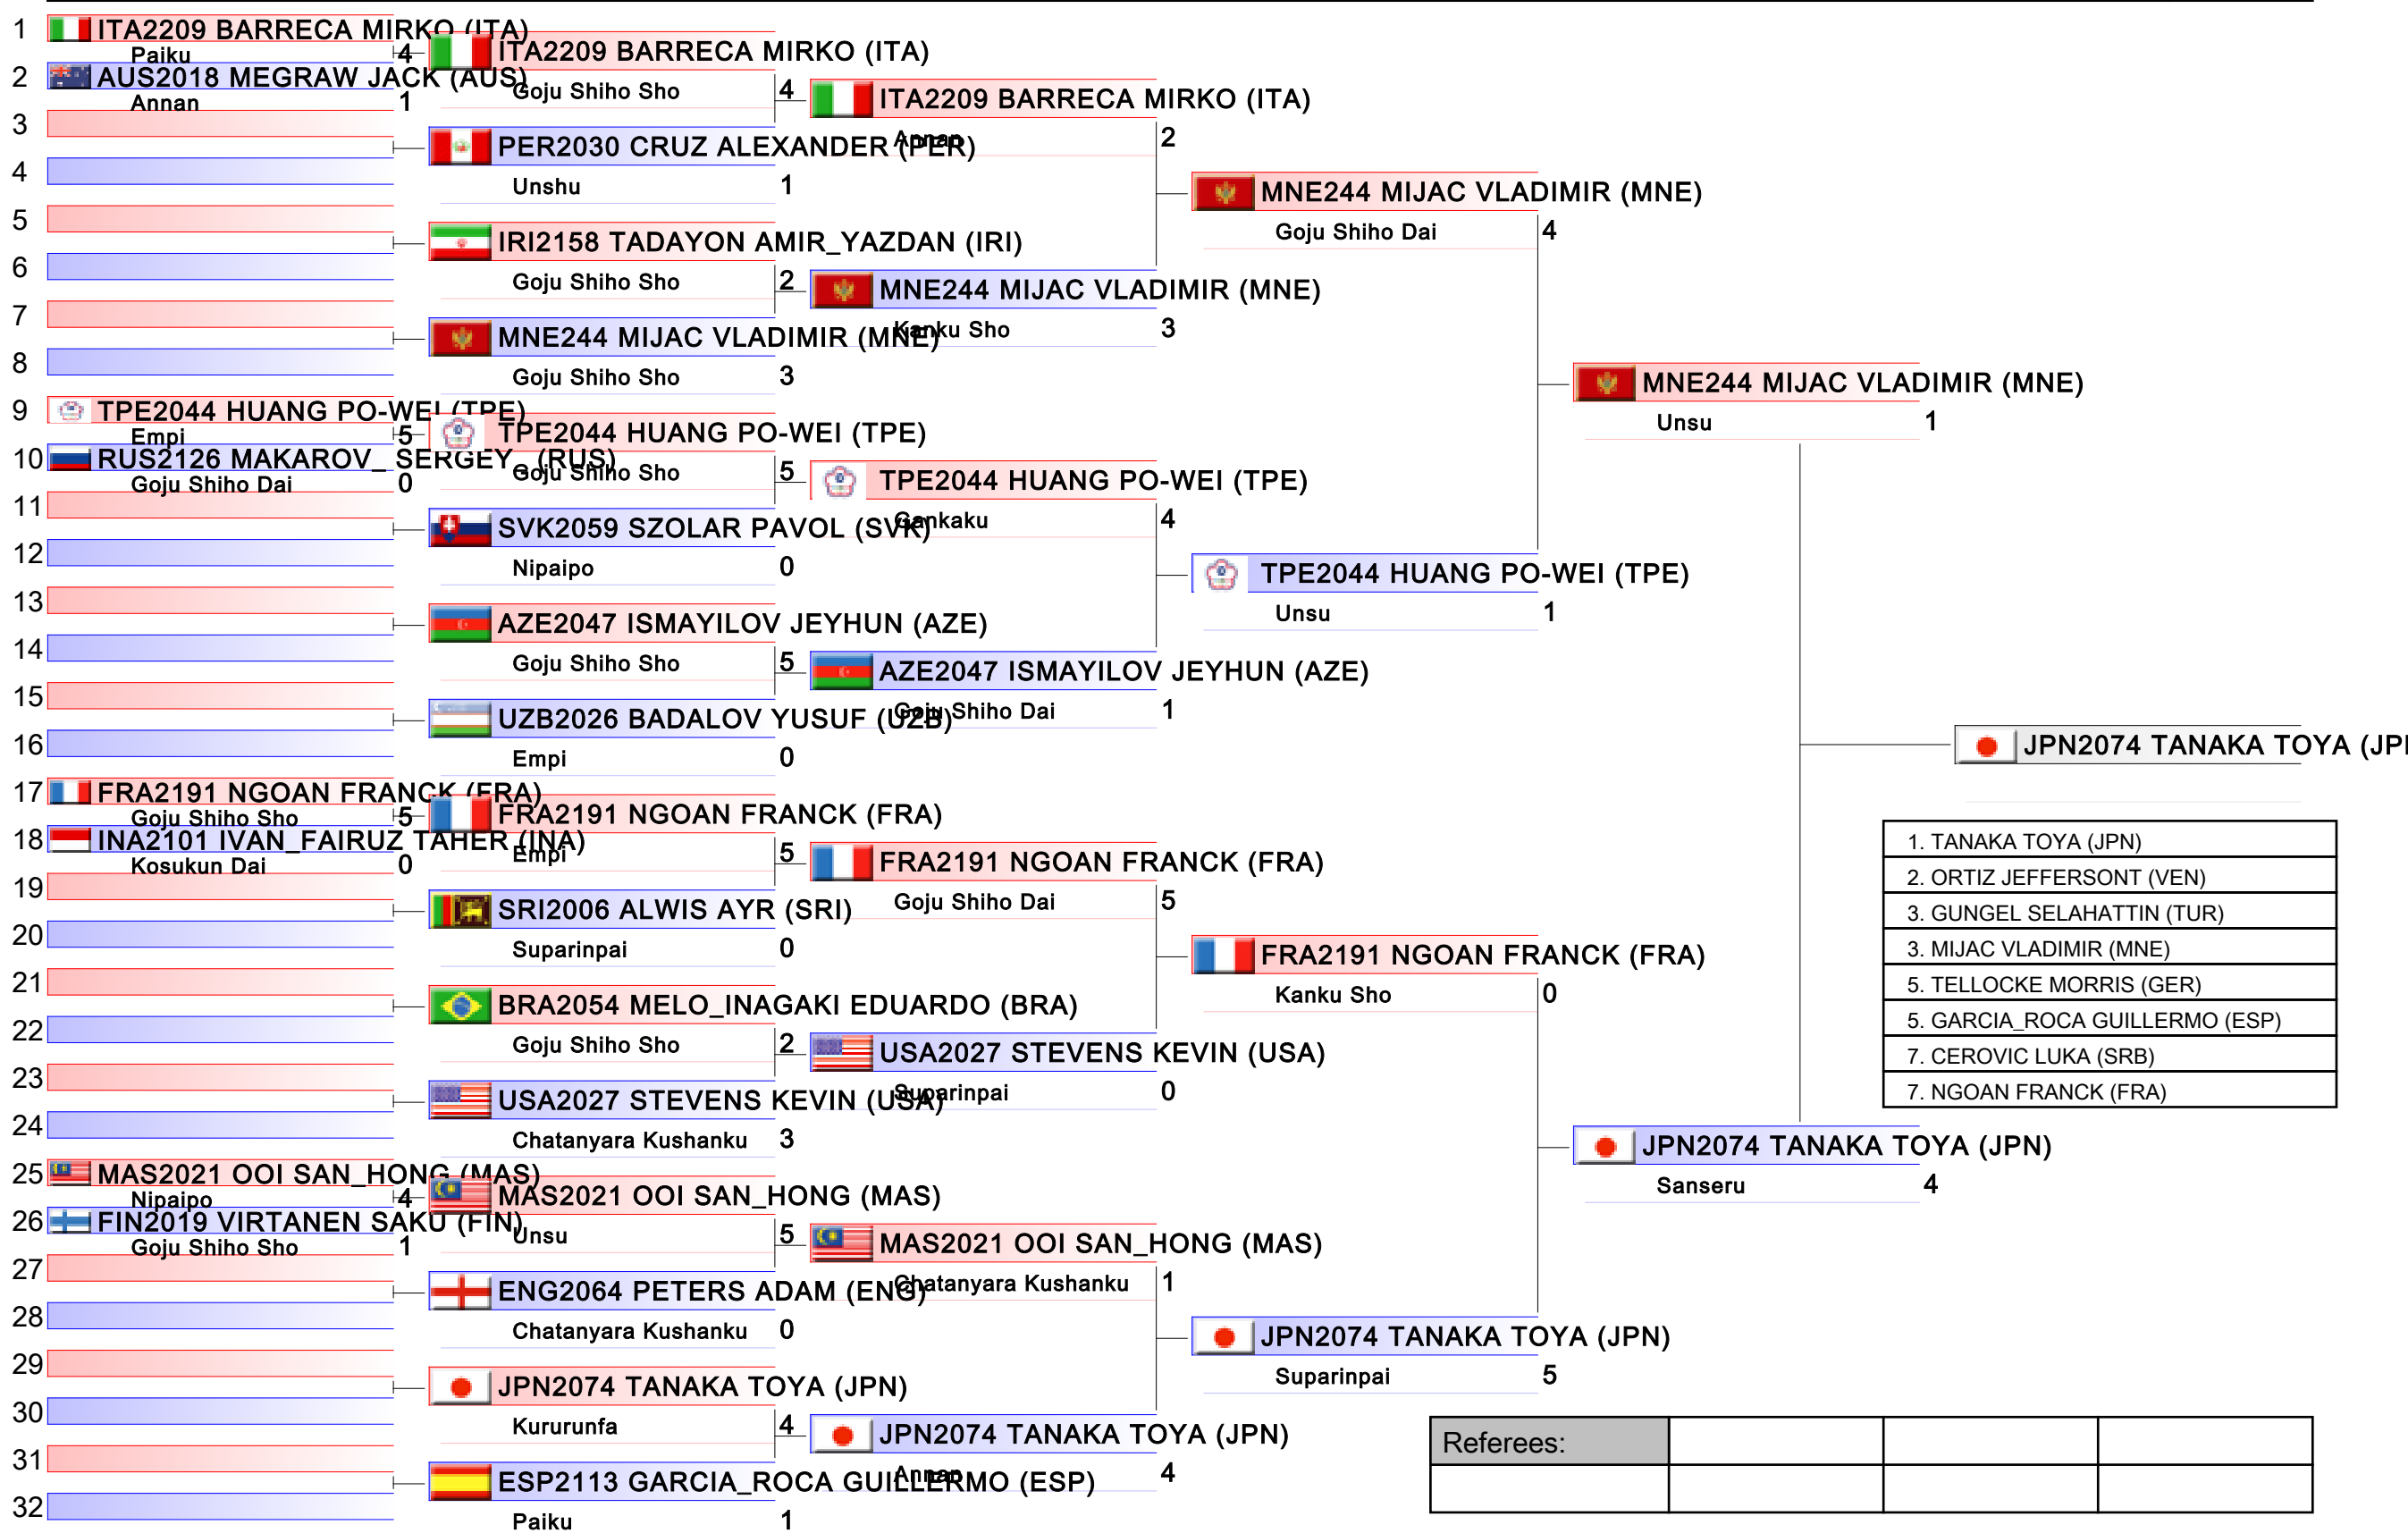 1 ITA2209 BARRECA MIRKO (ITA)
Paiku 4
2 AUS2018 MEGRAW JACK (AUS)
Annan 1
3
4
5
6
7
8
9 TPE2044 HUANG PO-WEI (TPE)
Empi 5
10 RUS2126 MAKAROV_ SERGEY_ (RUS)
Goju Shiho Dai 0
11
12
13
14
15
16
17 FRA2191 NGOAN FRANCK (FRA)
Goju Shiho Sho 5
18 INA2101 IVAN_FAIRUZ TAHER (INA)
Kosukun Dai 0
19
20
21
22
23
24
25 MAS2021 OOI SAN_HONG (MAS)
Nipaipo 4
26 FIN2019 VIRTANEN SAKU (FIN)
Goju Shiho Sho 1
27
28
29
30
31
32
ITA2209 BARRECA MIRKO (ITA)
Goju Shiho Sho 4
PER2030 CRUZ ALEXANDER (PER)
Unshu 1
IRI2158 TADAYON AMIR_YAZDAN (IRI)
Goju Shiho Sho 2
MNE244 MIJAC VLADIMIR (MNE)
Goju Shiho Sho 3
TPE2044 HUANG PO-WEI (TPE)
Goju Shiho Sho 5
SVK2059 SZOLAR PAVOL (SVK)
Nipaipo 0
AZE2047 ISMAYILOV JEYHUN (AZE)
Goju Shiho Sho 5
UZB2026 BADALOV YUSUF (UZB)
Empi 0
FRA2191 NGOAN FRANCK (FRA)
Empi 5
SRI2006 ALWIS AYR (SRI)
Suparinpai 0
BRA2054 MELO_INAGAKI EDUARDO (BRA)
Goju Shiho Sho 2
USA2027 STEVENS KEVIN (USA)
Chatanyara Kushanku 3
MAS2021 OOI SAN_HONG (MAS)
Unsu 5
ENG2064 PETERS ADAM (ENG)
Chatanyara Kushanku 0
JPN2074 TANAKA TOYA (JPN)
Kururunfa 4
ESP2113 GARCIA_ROCA GUILLERMO (ESP)
Paiku 1
ITA2209 BARRECA MIRKO (ITA)
Annan 2
MNE244 MIJAC VLADIMIR (MNE)
Kanku Sho 3
TPE2044 HUANG PO-WEI (TPE)
Gankaku 4
AZE2047 ISMAYILOV JEYHUN (AZE)
Goju Shiho Dai 1
FRA2191 NGOAN FRANCK (FRA)
Goju Shiho Dai 5
USA2027 STEVENS KEVIN (USA)
Suparinpai 0
MAS2021 OOI SAN_HONG (MAS)
Chatanyara Kushanku 1
JPN2074 TANAKA TOYA (JPN)
Annan 4
MNE244 MIJAC VLADIMIR (MNE)
Goju Shiho Dai 4
TPE2044 HUANG PO-WEI (TPE)
Unsu 1
FRA2191 NGOAN FRANCK (FRA)
Kanku Sho 0
JPN2074 TANAKA TOYA (JPN)
Suparinpai 5
MNE244 MIJAC VLADIMIR (MNE)
Unsu 1
JPN2074 TANAKA TOYA (JPN)
Sanseru 4
JPN2074 TANAKA TOYA (JP
1. TANAKA TOYA (JPN)
2. ORTIZ JEFFERSONT (VEN)
3. GUNGEL SELAHATTIN (TUR)
3. MIJAC VLADIMIR (MNE)
5. TELLOCKE MORRIS (GER)
5. GARCIA_ROCA GUILLERMO (ESP)
7. CEROVIC LUKA (SRB)
7. NGOAN FRANCK (FRA)
Referees: